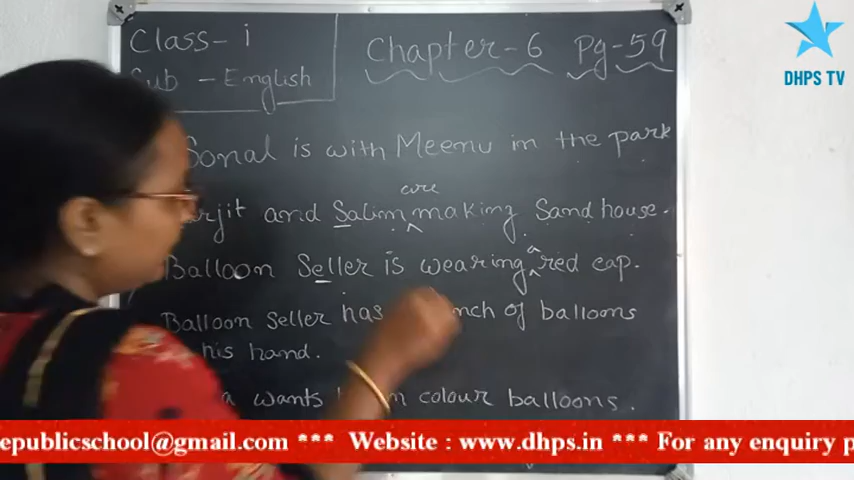 Class - i
Sub - English
Chapter - 6 Pg - 59
DHPS TV
Sonal is with Meenu in the park
are
and Salim ^ making Sand house.
a
Balloon Seller is wearing ^ red cap.
Balloon Seller has of balloons
his hand.
wants colour balloons.
epublicschool@gmail.com *** Website : www.dhps.in *** For any enquiry p